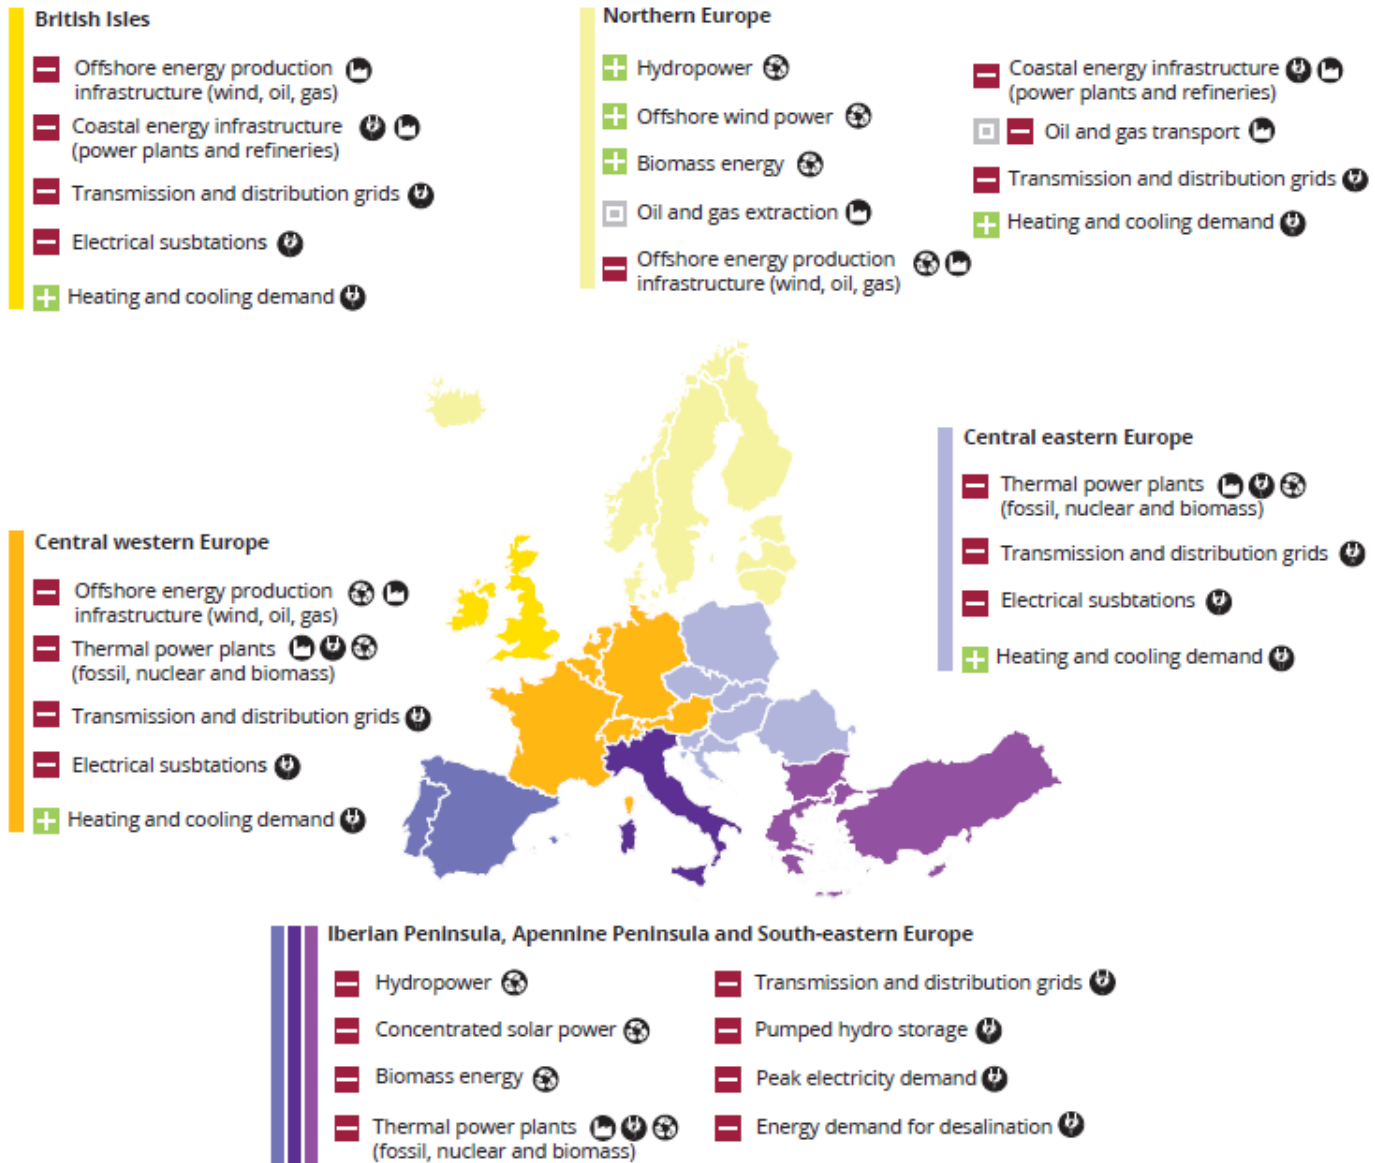 British Isles
Offshore energy production
infrastructure (wind, oil, gas)
Coastal energy infrastructure
(power plants and refineries)
Transmission and distribution grids
Electrical susbtations
Heating and cooling demand
Northern Europe
Hydropower
Offshore wind power
Biomass energy
Oil and gas extraction
Offshore energy production
infrastructure (wind, oil, gas)
Coastal energy infrastructure
(power plants and refineries)
Oil and gas transport
Transmission and distribution grids
Heating and cooling demand
Central eastern Europe
Thermal power plants
(fossil, nuclear and biomass)
Transmission and distribution grids
Electrical susbtations
Heating and cooling demand
Central western Europe
Offshore energy production
infrastructure (wind, oil, gas)
Thermal power plants
(fossil, nuclear and biomass)
Transmission and distribution grids
Electrical susbtations
Heating and cooling demand
Iberian Peninsula, Apennine Peninsula and South-eastern Europe
Hydropower
Concentrated solar power
Biomass energy
Thermal power plants
(fossil, nuclear and biomass)
Transmission and distribution grids
Pumped hydro storage
Peak electricity demand
Energy demand for desalination